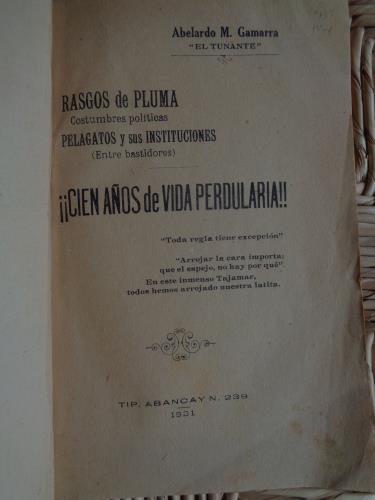 Abelardo M. Gamarra
"EL TUNANTE"
RASGOS de PLUMA
Costumbres políticas
PELAGATOS y sus INSTITUCIONES
(Entre bastidores)
¡¡CIEN AÑOS de VIDA PERDULARIA!!
"Toda regla tiene excepción"
"Arrojar la cara importa;
que el espejo, no hay por qué".
En este inmenso Tajamar,
todos hemos arrojado nuestra latita.
TIP. ABANCAY N. 239
1921